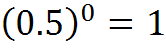 (0.5)⁰ = 1